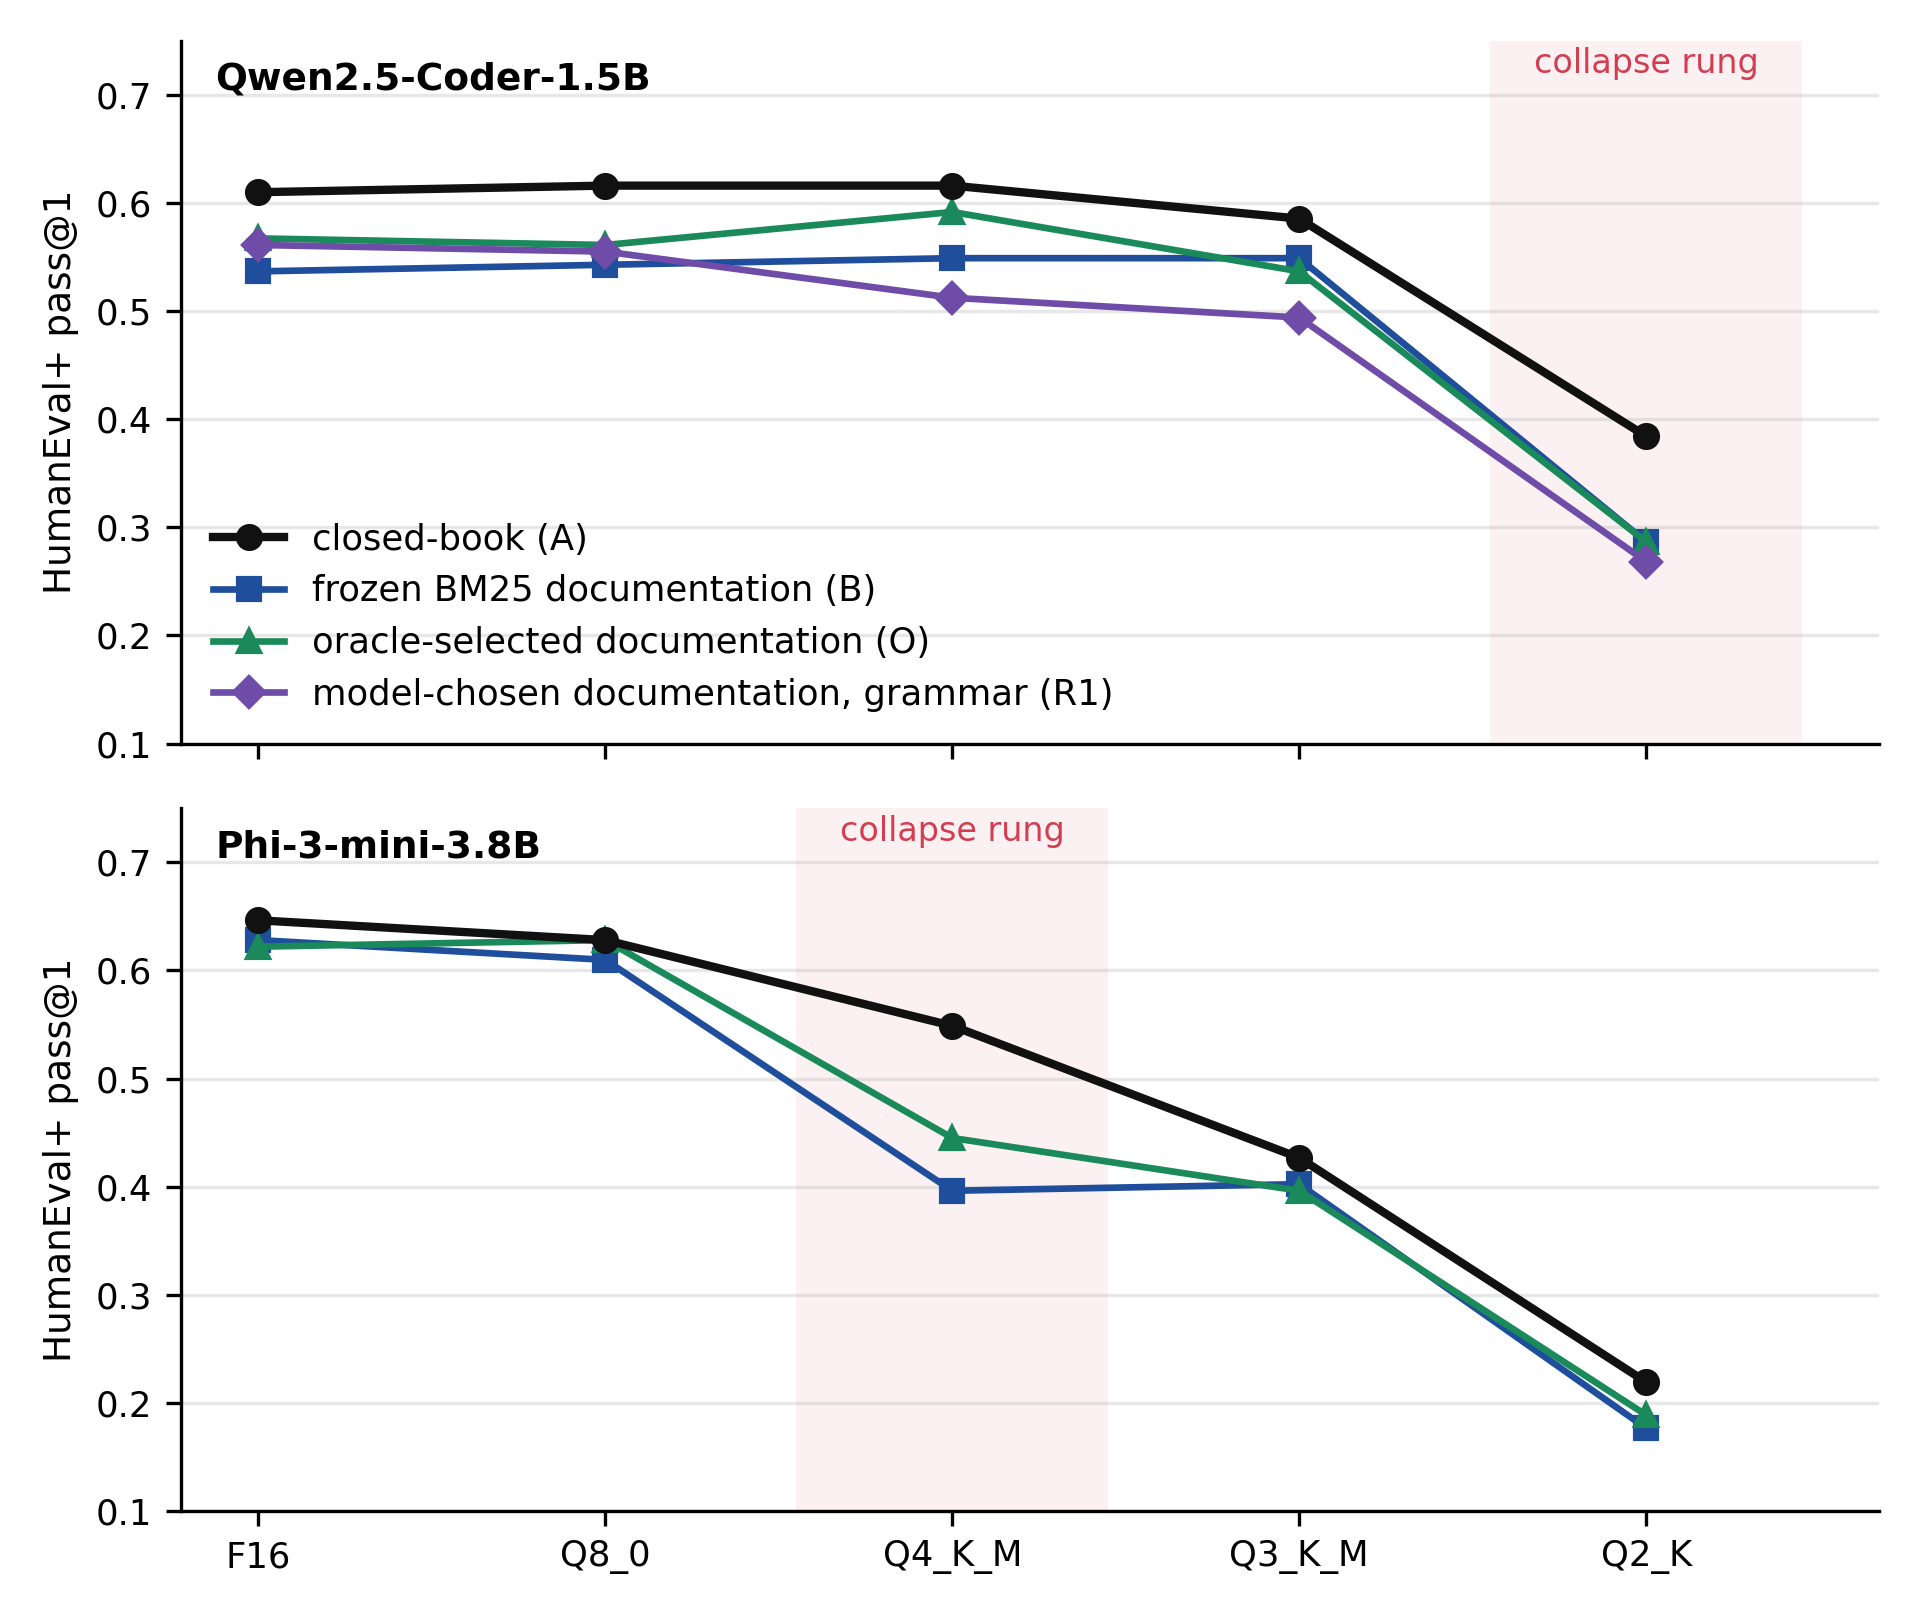 Qwen2.5-Coder-1.5B
collapse rung
HumanEval+ pass@1
0.7
0.6
0.5
0.4
0.3
0.2
0.1
closed-book (A)
frozen BM25 documentation (B)
oracle-selected documentation (O)
model-chosen documentation, grammar (R1)
Phi-3-mini-3.8B
collapse rung
HumanEval+ pass@1
0.7
0.6
0.5
0.4
0.3
0.2
0.1
F16 Q8_0 Q4_K_M Q3_K_M Q2_K